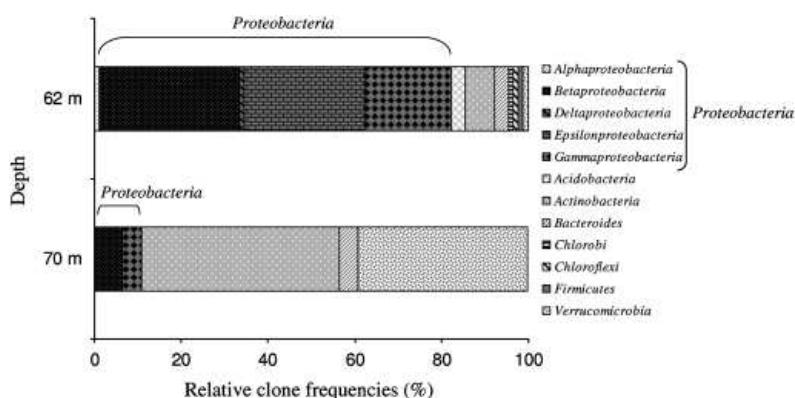 Proteobacteria
62 m
Proteobacteria
70 m
Depth
0 20 40 60 80 100
Relative clone frequencies (%)
Alphaproteobacteria
Betaproteobacteria
Deltaproteobacteria
Epsilonproteobacteria
Gammaproteobacteria
Proteobacteria
Acidobacteria
Actinobacteria
Bacteroides
Chlorobi
Chloroflexi
Firmicutes
Verrucomicrobia